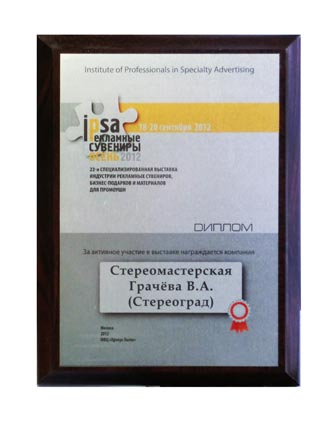 Institute of Professionals in Specialty Advertising
ipsa
18-20 сентября 2012
рекламные
СУВЕНИРЫ
ОСЕНЬ 2012
22-я СПЕЦИАЛИЗИРОВАННАЯ ВЫСТАВКА
ИНДУСТРИИ РЕКЛАМНЫХ СУВЕНИРОВ,
БИЗНЕС-ПОДАРКОВ И МАТЕРИАЛОВ
ДЛЯ ПРОМОУШН
ДИПЛОМ
За активное участие в выставке награждается компания
Стереомастерская
Грачёва В.А.
(Стереоград)
Москва
2012
МВЦ «Крокус Экспо»